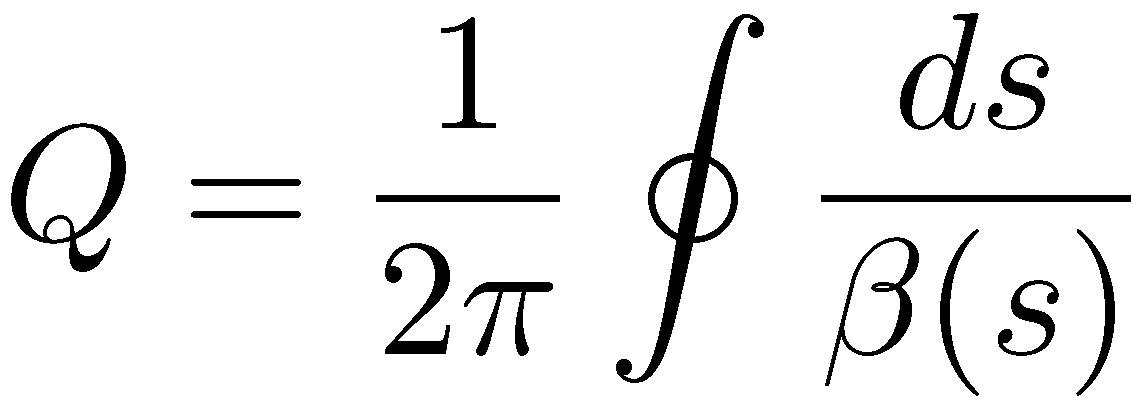 Q = \frac{1}{2\pi} \oint \frac{ds}{\beta(s)}